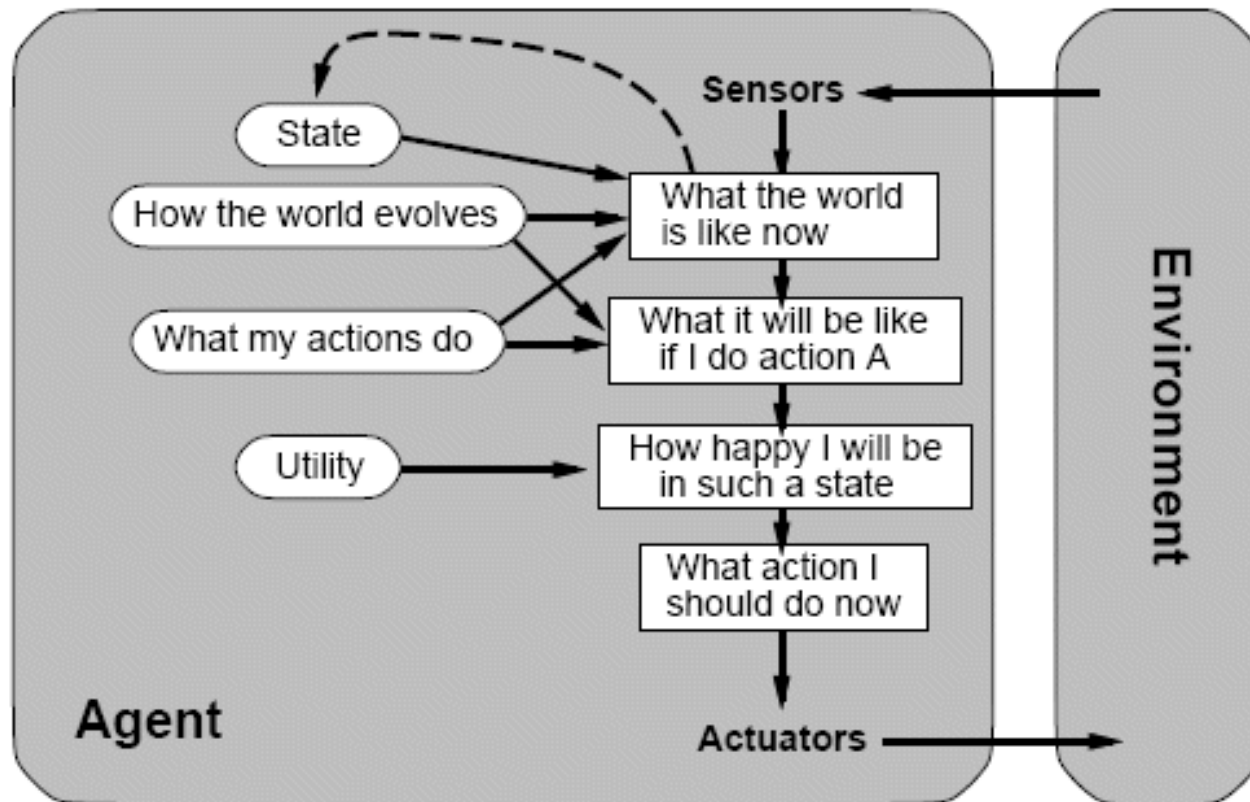 Sensors
State
What the world
is like now
How the world evolves
What it will be like
if I do action A
What my actions do
How happy I will be
in such a state
Utility
What action I
should do now
Agent
Actuators
Environment